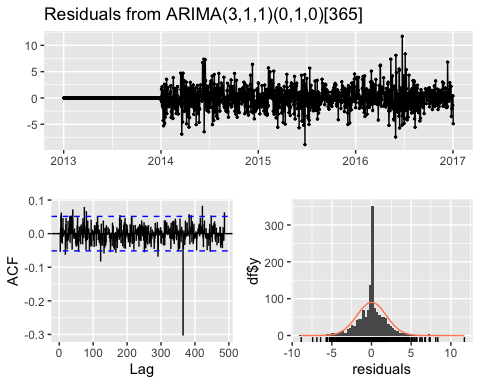 Residuals from ARIMA(3,1,1)(0,1,0)[365]
10
5
0
-5
2013 2014 2015 2016 2017
0.1
0.0
-0.1
-0.2
-0.3
ACF
0 100 200 300 400 500
Lag
300
200
100
0
df$y
-10 -5 0 5 10
residuals